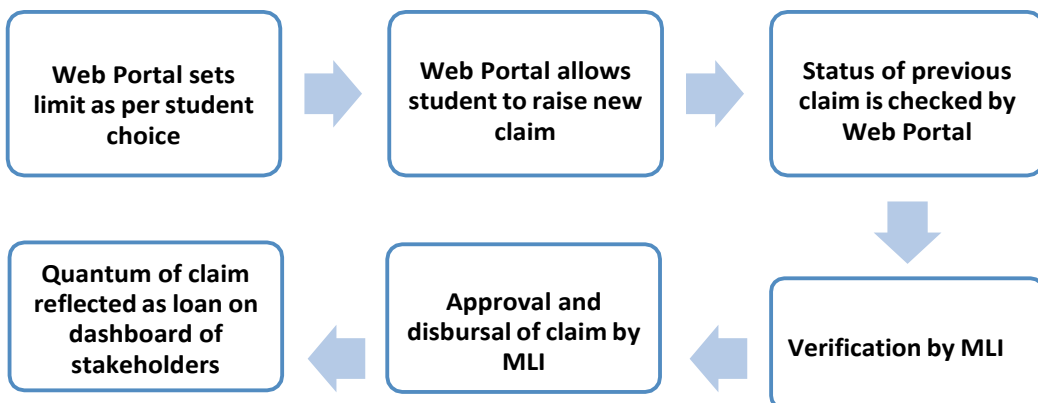 Web Portal sets
limit as per student
choice
Web Portal allows
student to raise new
claim
Status of previous
claim is checked by
Web Portal
Verification by MLI
Approval and
disbursal of claim by
MLI
Quantum of claim
reflected as loan on
dashboard of
stakeholders